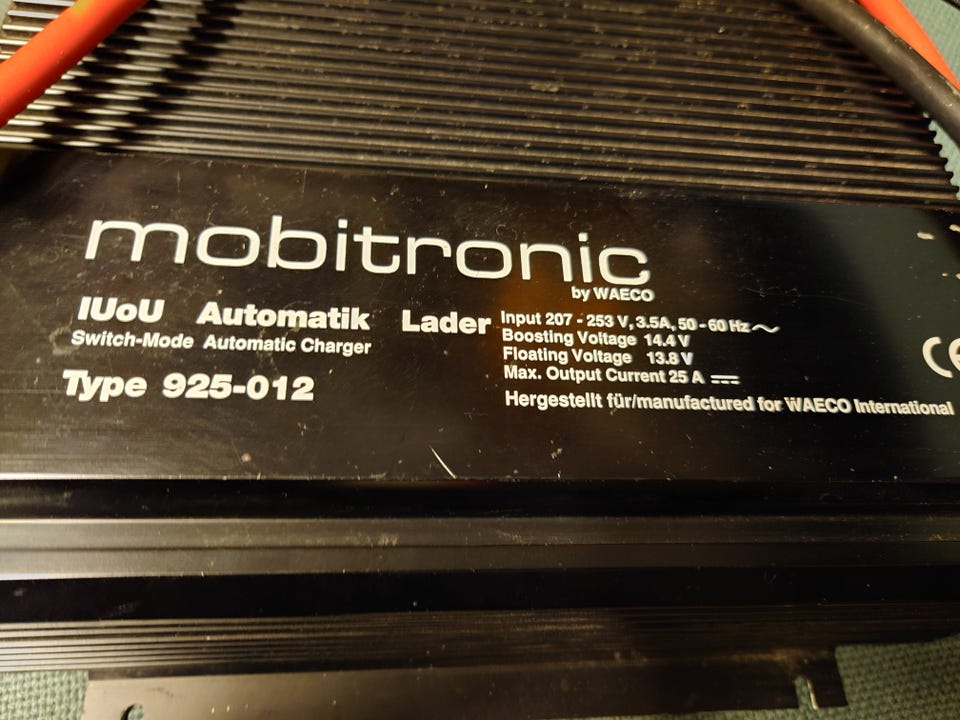 mobitronic
by WAECO
IUoU Automatik Lader
Switch-Mode Automatic Charger
Type 925-012
Input 207 - 253 V, 3.5A, 50 - 60 Hz ~
Boosting Voltage 14.4 V
Floating Voltage 13.8 V
Max. Output Current 25 A ⎓
Hergestellt für/manufactured for WAECO International
CE